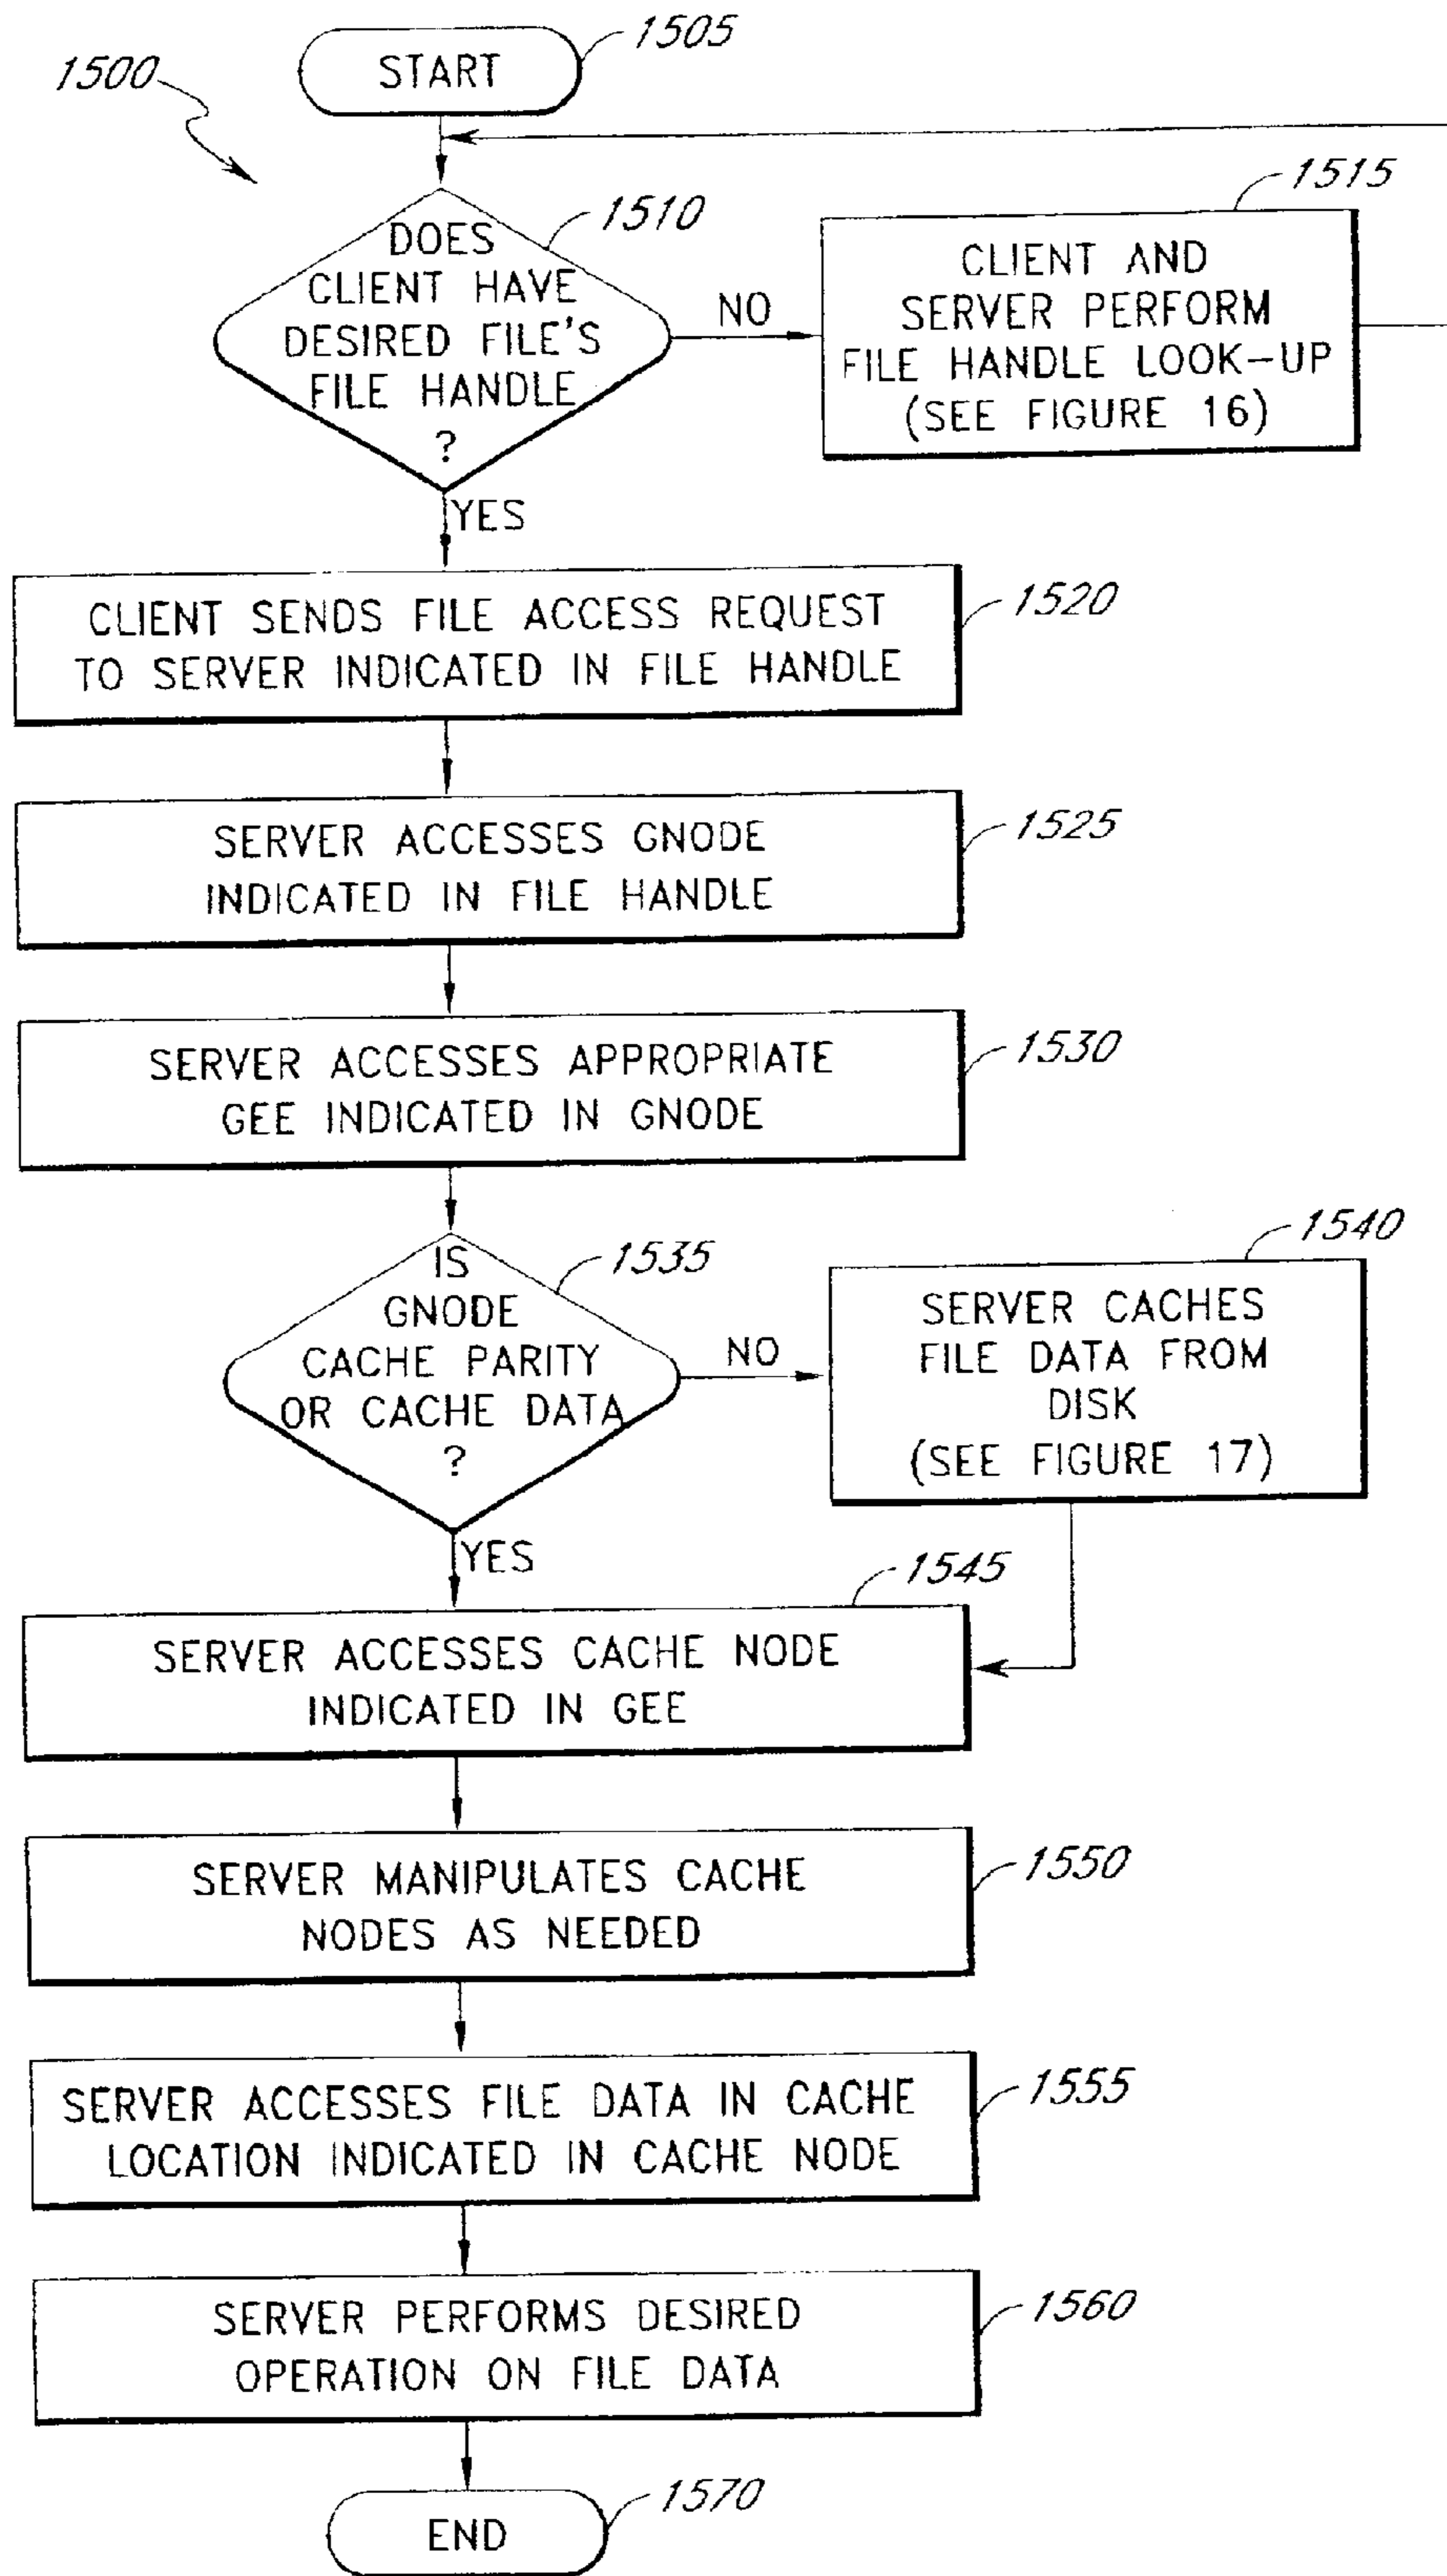 1500
START
1505
DOES
CLIENT HAVE
DESIRED FILE'S
FILE HANDLE
?
1510
NO
CLIENT AND
SERVER PERFORM
FILE HANDLE LOOK-UP
(SEE FIGURE 16)
1515
YES
CLIENT SENDS FILE ACCESS REQUEST
TO SERVER INDICATED IN FILE HANDLE
1520
SERVER ACCESSES GNODE
INDICATED IN FILE HANDLE
1525
SERVER ACCESSES APPROPRIATE
GEE INDICATED IN GNODE
1530
IS
GNODE
CACHE PARITY
OR CACHE DATA
?
1535
NO
SERVER CACHES
FILE DATA FROM
DISK
(SEE FIGURE 17)
1540
YES
SERVER ACCESSES CACHE NODE
INDICATED IN GEE
1545
SERVER MANIPULATES CACHE
NODES AS NEEDED
1550
SERVER ACCESSES FILE DATA IN CACHE
LOCATION INDICATED IN CACHE NODE
1555
SERVER PERFORMS DESIRED
OPERATION ON FILE DATA
1560
END
1570